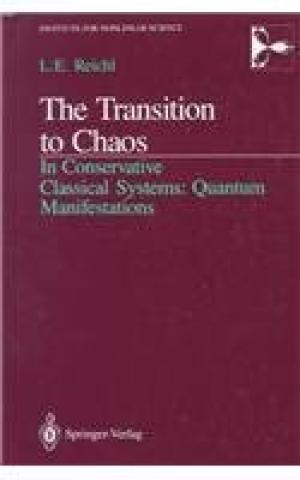 INSTITUTE FOR NONLINEAR SCIENCE
L.E. Reichl
The Transition
to Chaos
In Conservative
Classical Systems: Quantum
Manifestations
Springer-Verlag